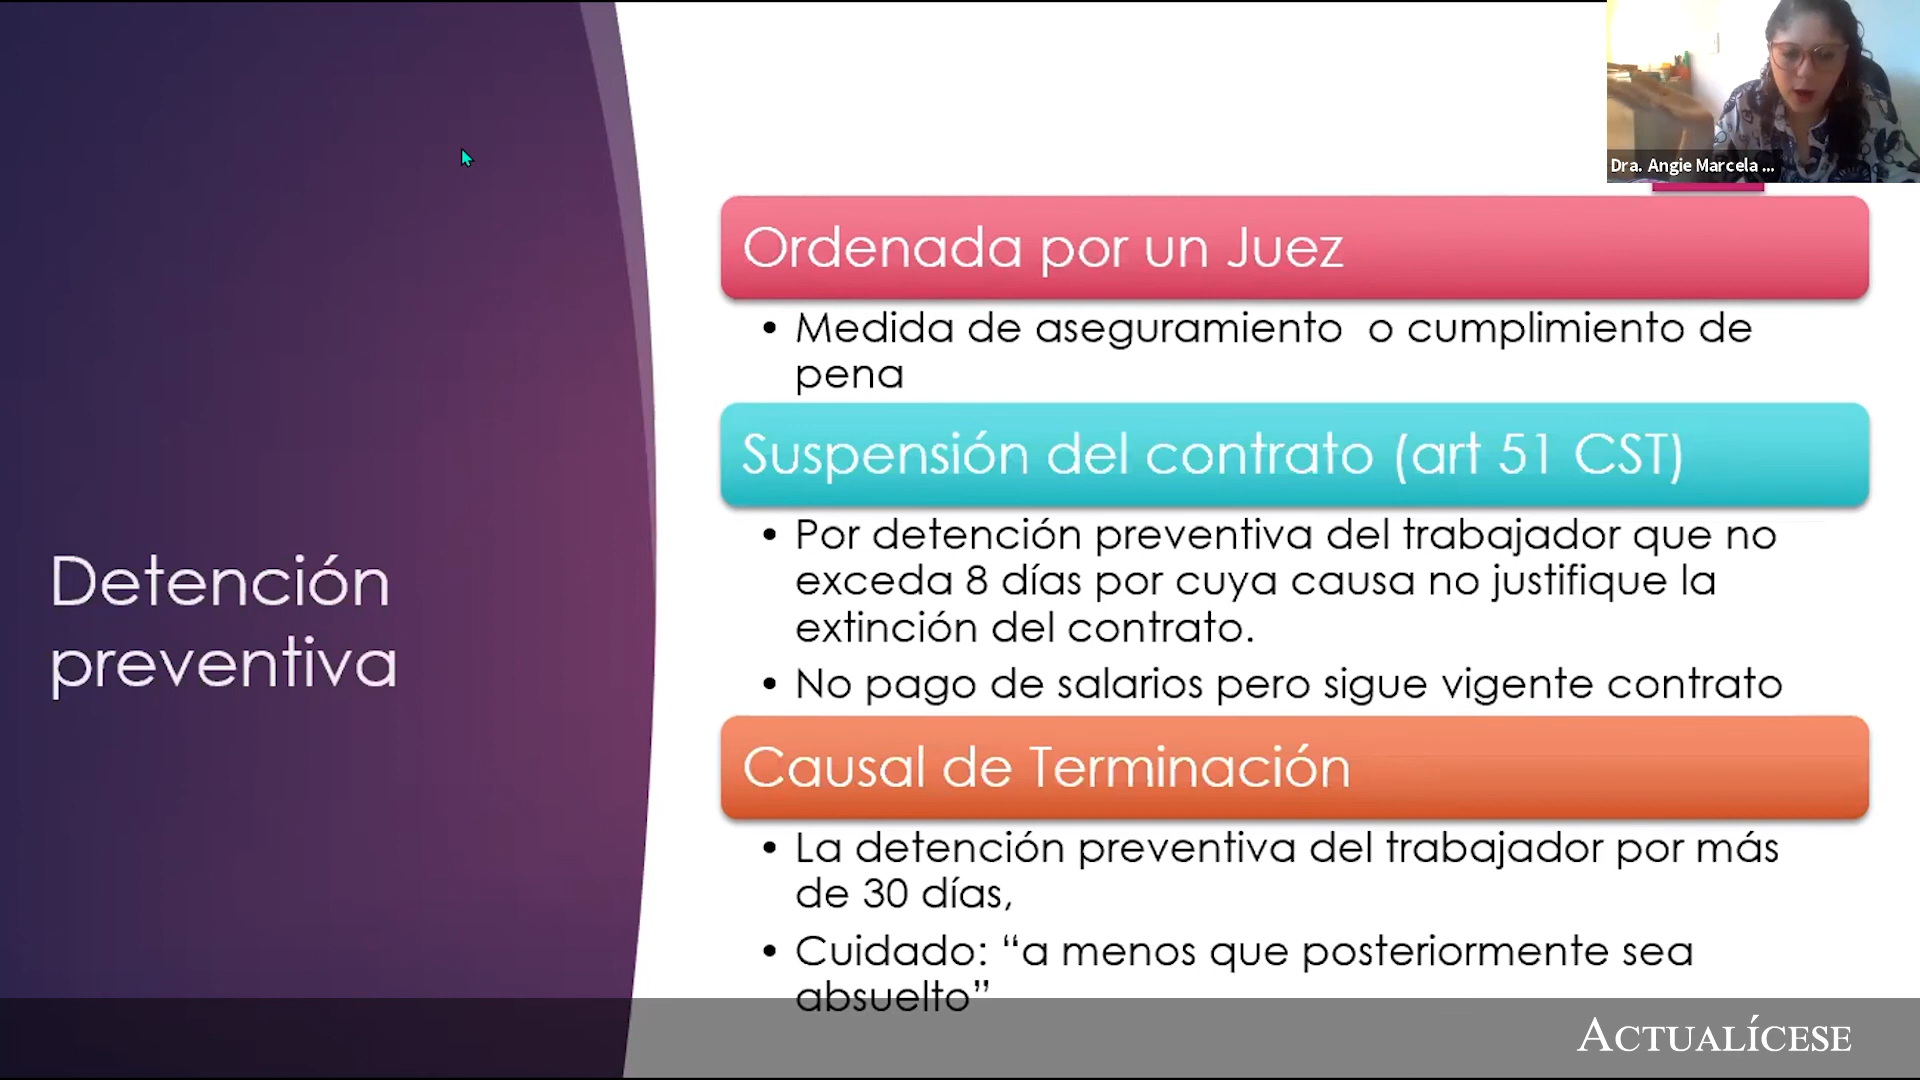 Dra. Angie Marcela ...
Detención
preventiva
Ordenada por un Juez
• Medida de aseguramiento o cumplimiento de
pena
Suspensión del contrato (art 51 CST)
• Por detención preventiva del trabajador que no
exceda 8 días por cuya causa no justifique la
extinción del contrato.
• No pago de salarios pero sigue vigente contrato
Causal de Terminación
• La detención preventiva del trabajador por más
de 30 días,
• Cuidado: “a menos que posteriormente sea
absuelto”
ACTUALÍCESE